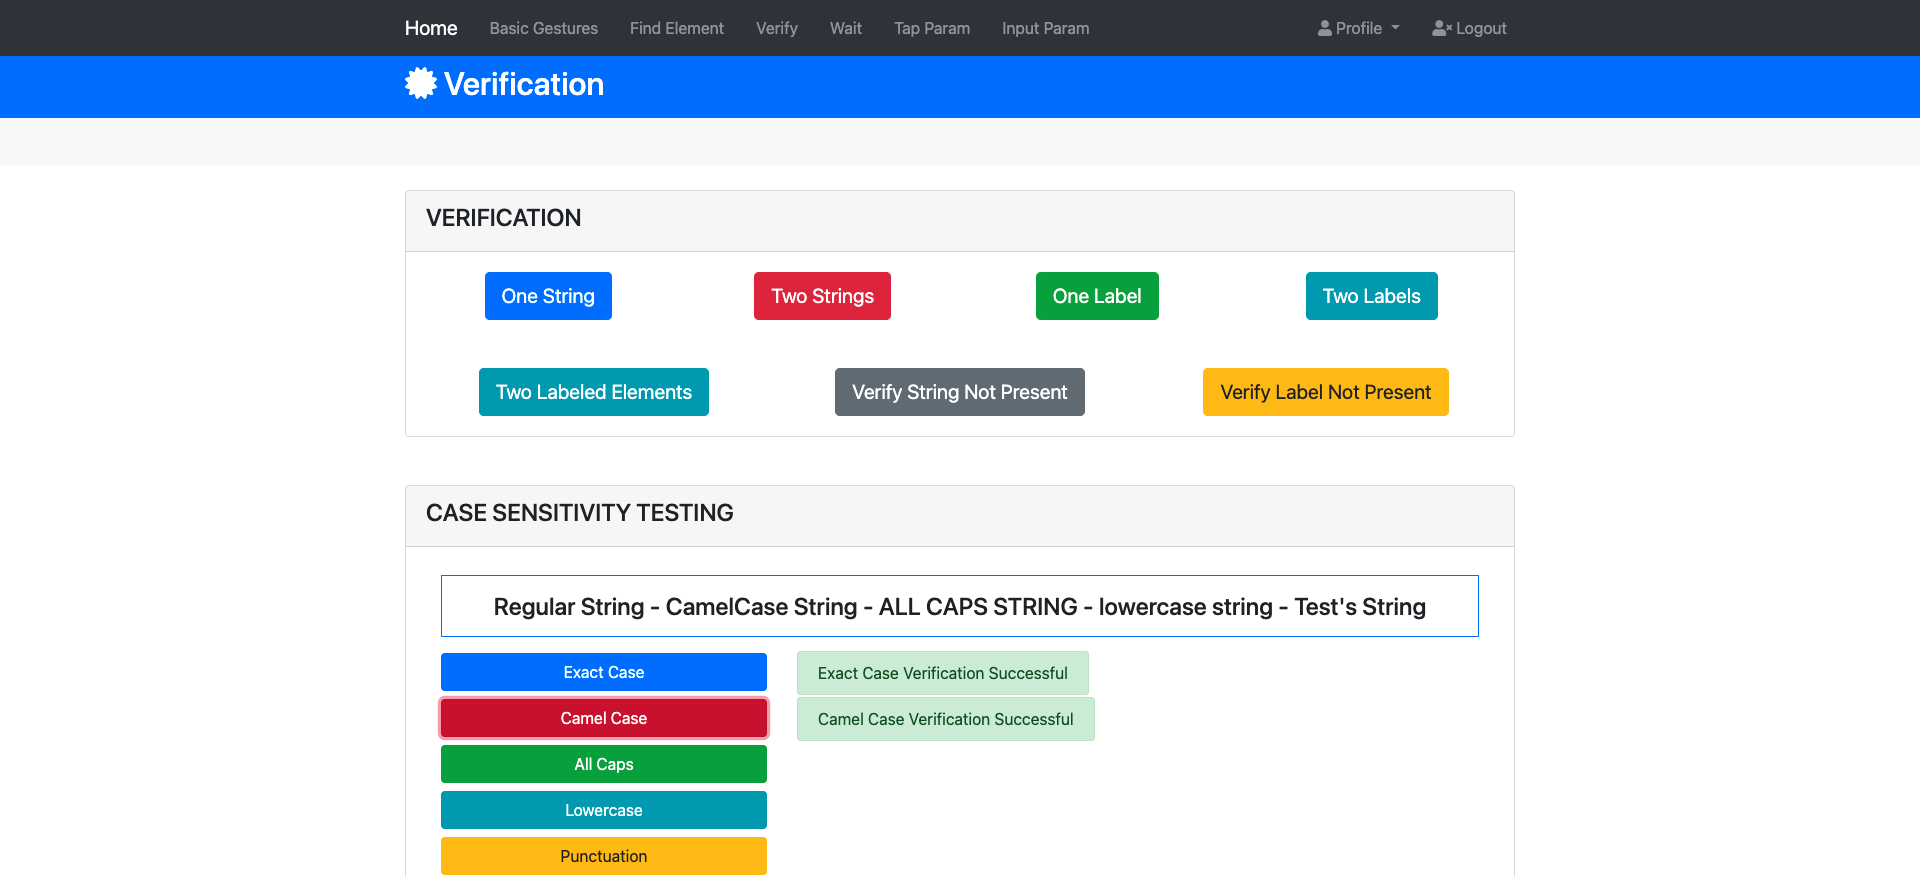 Home Basic Gestures Find Element Verify Wait Tap Param Input Param Profile Logout
Verification
VERIFICATION
One String Two Strings One Label Two Labels
Two Labeled Elements Verify String Not Present Verify Label Not Present
CASE SENSITIVITY TESTING
Regular String - CamelCase String - ALL CAPS STRING - lowercase string - Test's String
Exact Case Exact Case Verification Successful
Camel Case Camel Case Verification Successful
All Caps
Lowercase
Punctuation